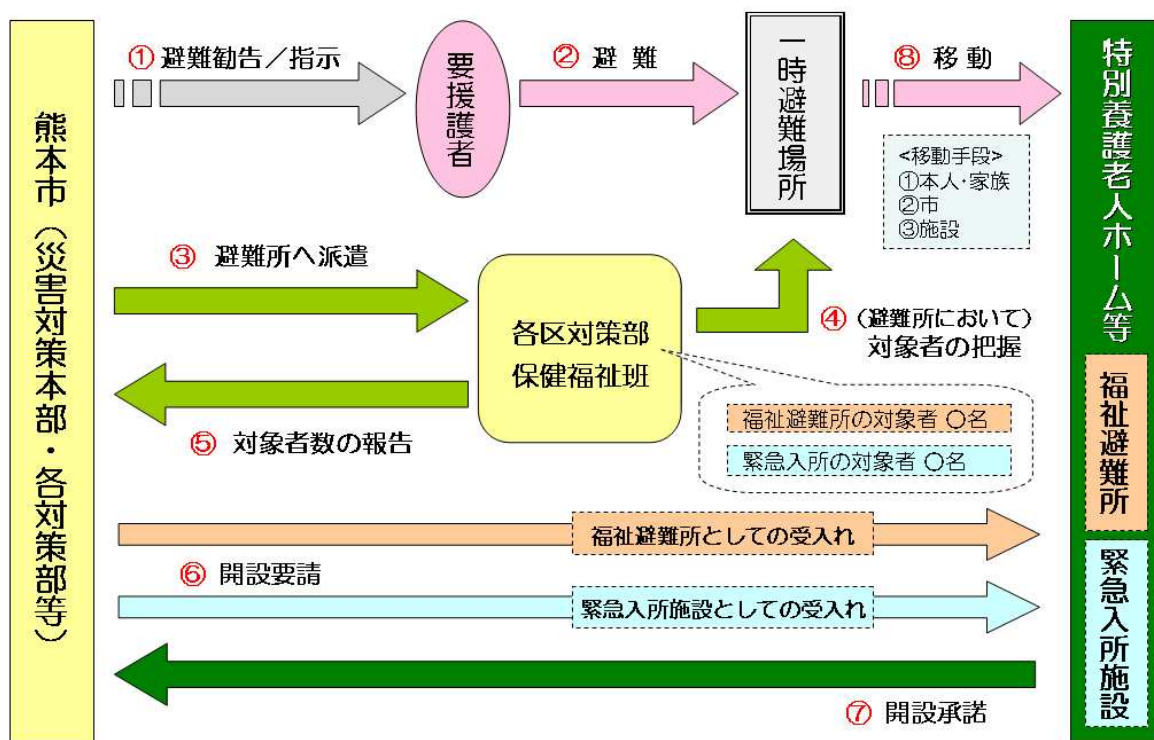 熊本市（災害対策本部・各対策部等）
① 避難勧告／指示
要援護者
② 避 難
一時避難場所
⑧ 移 動
<移動手段>
①本人・家族
②市
③施設
特別養護老人ホーム等
福祉避難所
緊急入所施設
③ 避難所へ派遣
各区対策部
保健福祉班
④（避難所において）
対象者の把握
福祉避難所の対象者 〇名
緊急入所の対象者 〇名
⑤ 対象者数の報告
福祉避難所としての受入れ
⑥ 開設要請
緊急入所施設としての受入れ
⑦ 開設承諾